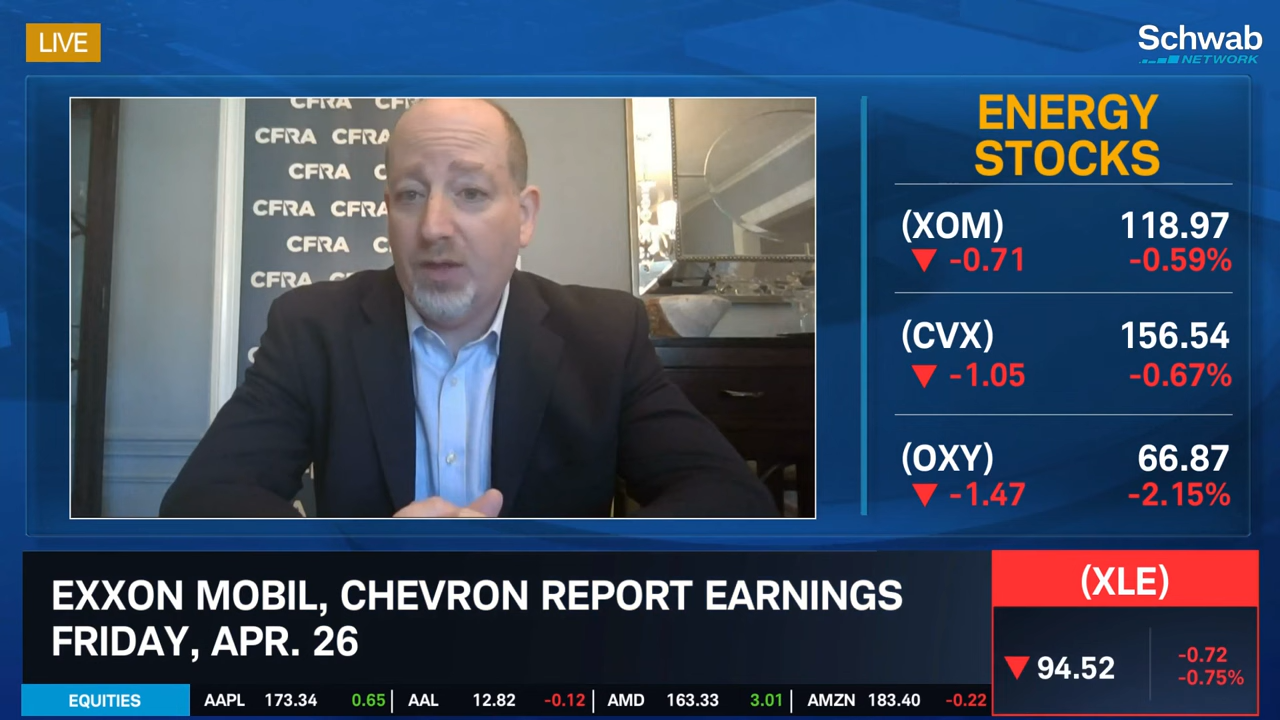 LIVE
Schwab
NETWORK
CFRA CFR
CFRA CFRA
CFRA C
CFRA CFRA
CFRA C
CFRA C
ENERGY
STOCKS
(XOM) 118.97
▼ -0.71 -0.59%
(CVX) 156.54
▼ -1.05 -0.67%
(OXY) 66.87
▼ -1.47 -2.15%
EXXON MOBIL, CHEVRON REPORT EARNINGS
FRIDAY, APR. 26
(XLE)
▼ 94.52
-0.72
-0.75%
EQUITIES AAPL 173.34 0.65 AAL 12.82 -0.12 AMD 163.33 3.01 AMZN 183.40 -0.22